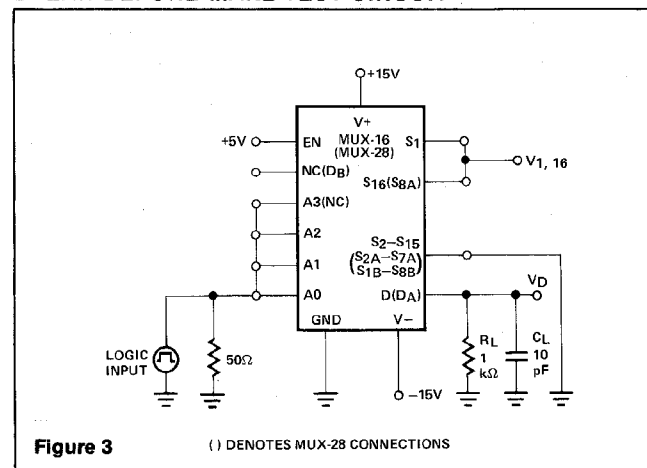 +15V
V+
+5V
EN
MUX-16
(MUX-28)
S1
NC(DB)
V1, 16
S16(S8A)
A3(NC)
A2
S2–S15
(S2A–S7A
S1B–S8B)
A1
A0
D(DA)
VD
GND
V–
LOGIC
INPUT
50Ω
RL
1
kΩ
CL
10
pF
–15V
Figure 3
( ) DENOTES MUX-28 CONNECTIONS